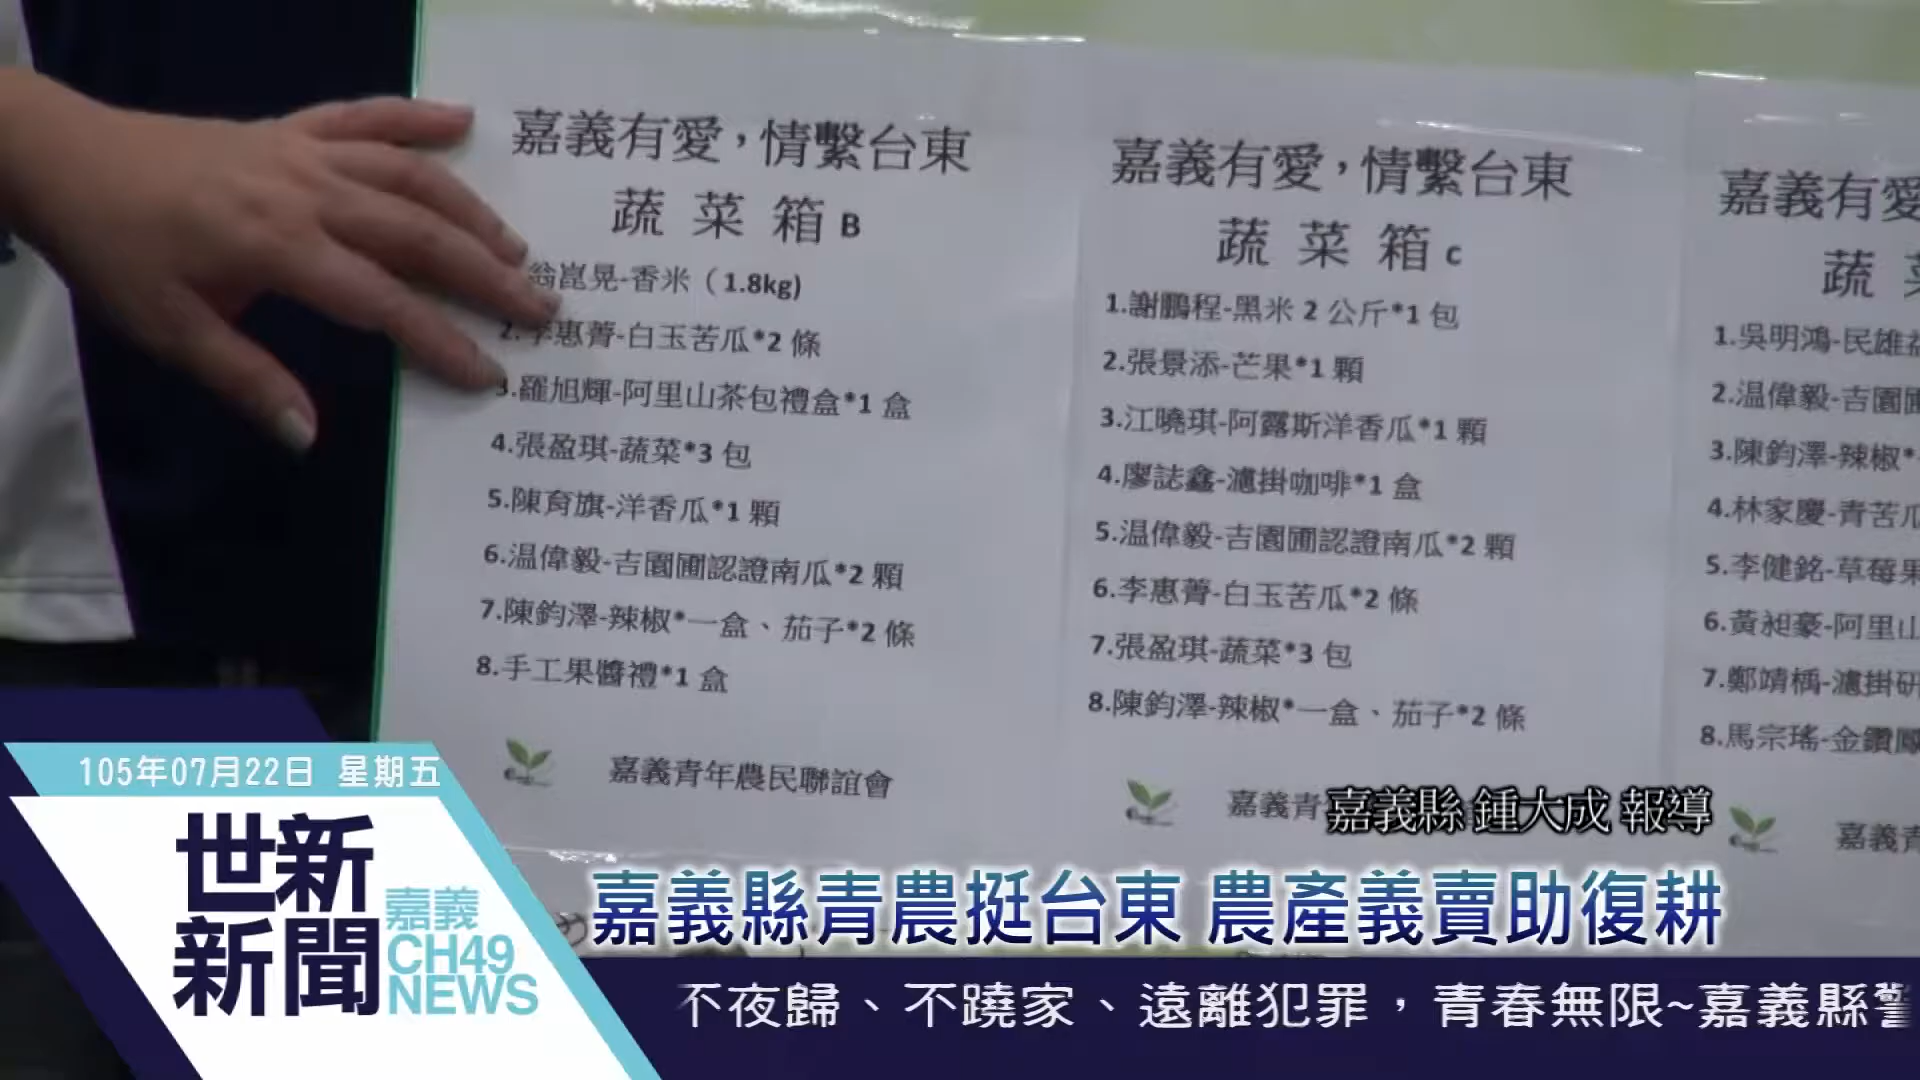 嘉義有愛，情繫台東
蔬菜箱B
翁崑晃-香米（1.8kg)
2.李惠菁-白玉苦瓜*2 條
3.羅旭輝-阿里山茶包禮盒*1 盒
4.張盈琪-蔬菜*3 包
5.陳育旗-洋香瓜*1 顆
6.温偉毅-吉園圃認證南瓜*2 顆
7.陳鈞澤-辣椒*一盒、茄子*2 條
8.手工果醬禮*1 盒
嘉義青年農民聯誼會
嘉義有愛，情繫台東
蔬菜箱c
1.謝鵬程-黑米 2 公斤*1 包
2.張景添-芒果*1 顆
3.江曉琪-阿露斯洋香瓜*1 顆
4.廖誌鑫-濾掛咖啡*1 盒
5.温偉毅-吉園圃認證南瓜*2 顆
6.李惠菁-白玉苦瓜*2 條
7.張盈琪-蔬菜*3 包
8.陳鈞澤-辣椒*一盒、茄子*2 條
嘉義青
嘉義有愛
蔬
1.吳明鴻-民雄
2.温偉毅-吉園
3.陳鈞澤-辣椒*
4.林家慶-青苦瓜
5.李健銘-草莓果
6.黃昶豪-阿里山
7.鄭靖楀-濾掛研
8.馬宗瑤-金鑽鳳
嘉義青
嘉義縣 鍾大成 報導
105年07月22日 星期五
世新
新聞
嘉義
CH49
NEWS
嘉義縣青農挺台東 農產義賣助復耕
不夜歸、不蹺家、遠離犯罪，青春無限~嘉義縣警